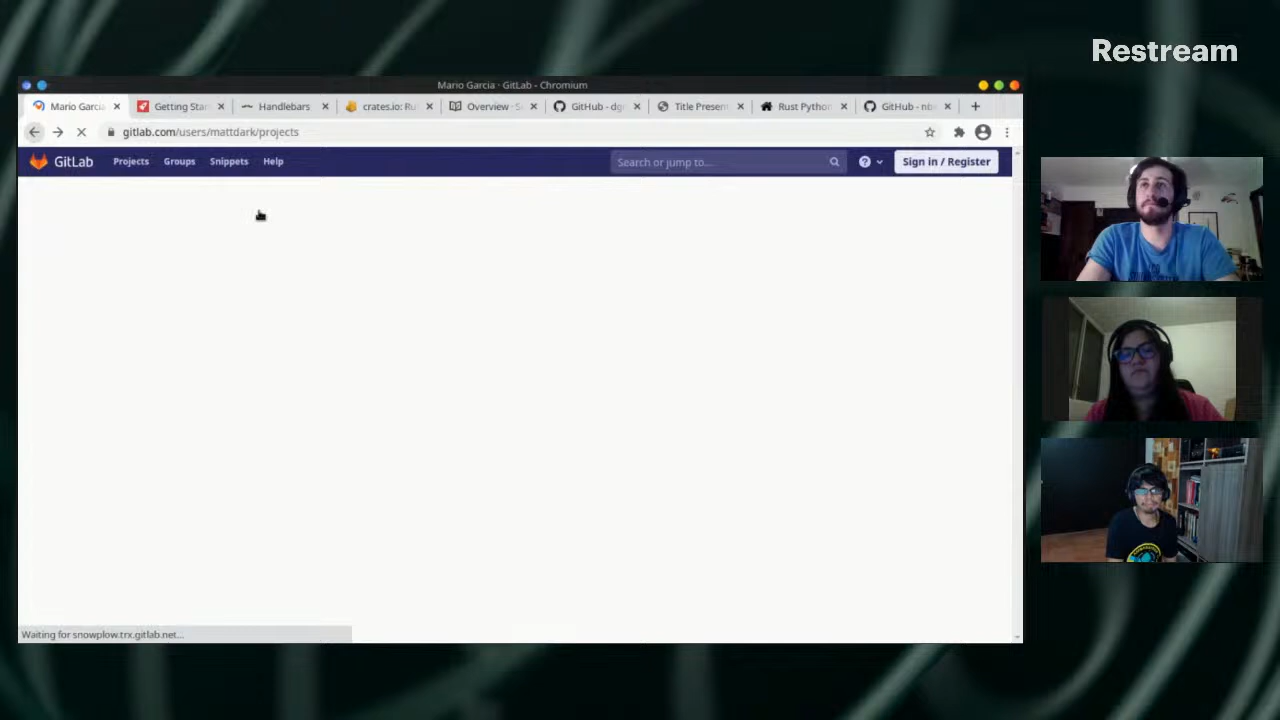 Restream
Mario Garcia · GitLab - Chromium
Mario Garcia
Getting Star
Handlebars
crates.io: Ru
Overview - S
GitHub - dgr
Title Present
Rust Python
GitHub - nb
gitlab.com/users/mattdark/projects
GitLab
Projects
Groups
Snippets
Help
Search or jump to...
Sign in / Register
Waiting for snowplow.trx.gitlab.net...